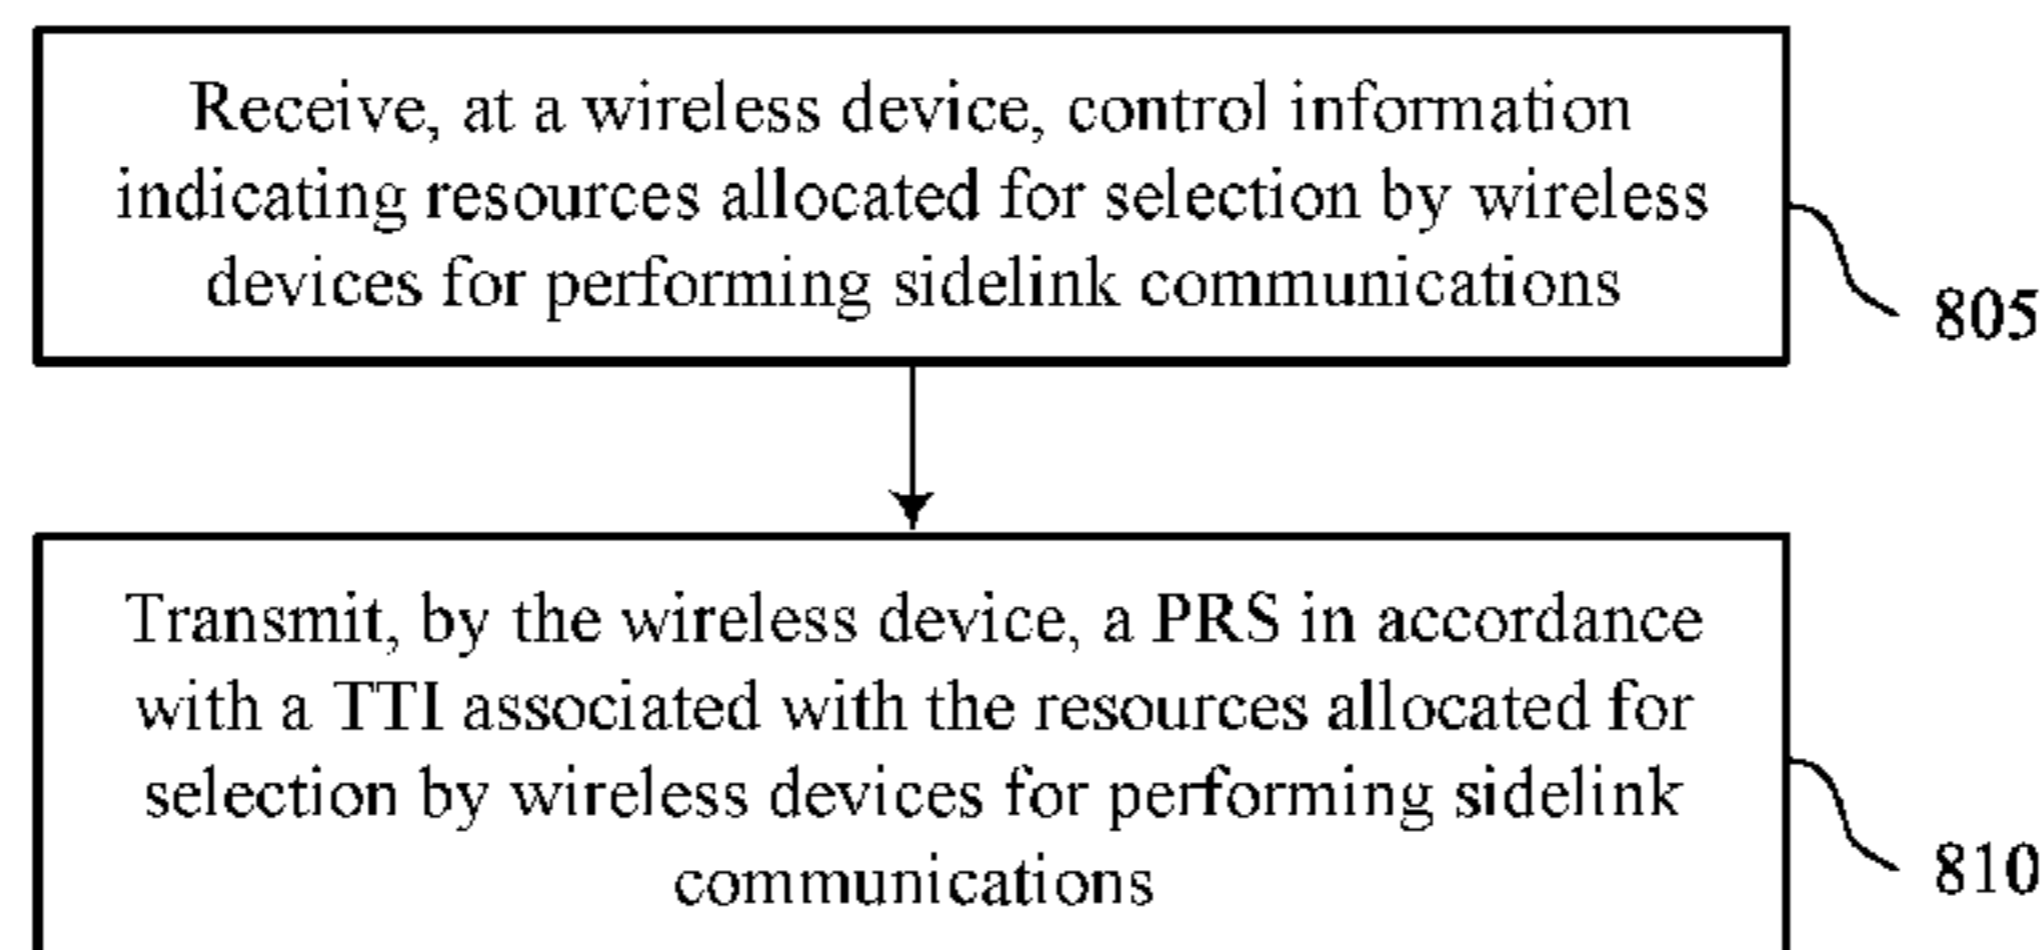 Receive, at a wireless device, control information
indicating resources allocated for selection by wireless
devices for performing sidelink communications
805
Transmit, by the wireless device, a PRS in accordance
with a TTI associated with the resources allocated for
selection by wireless devices for performing sidelink
communications
810